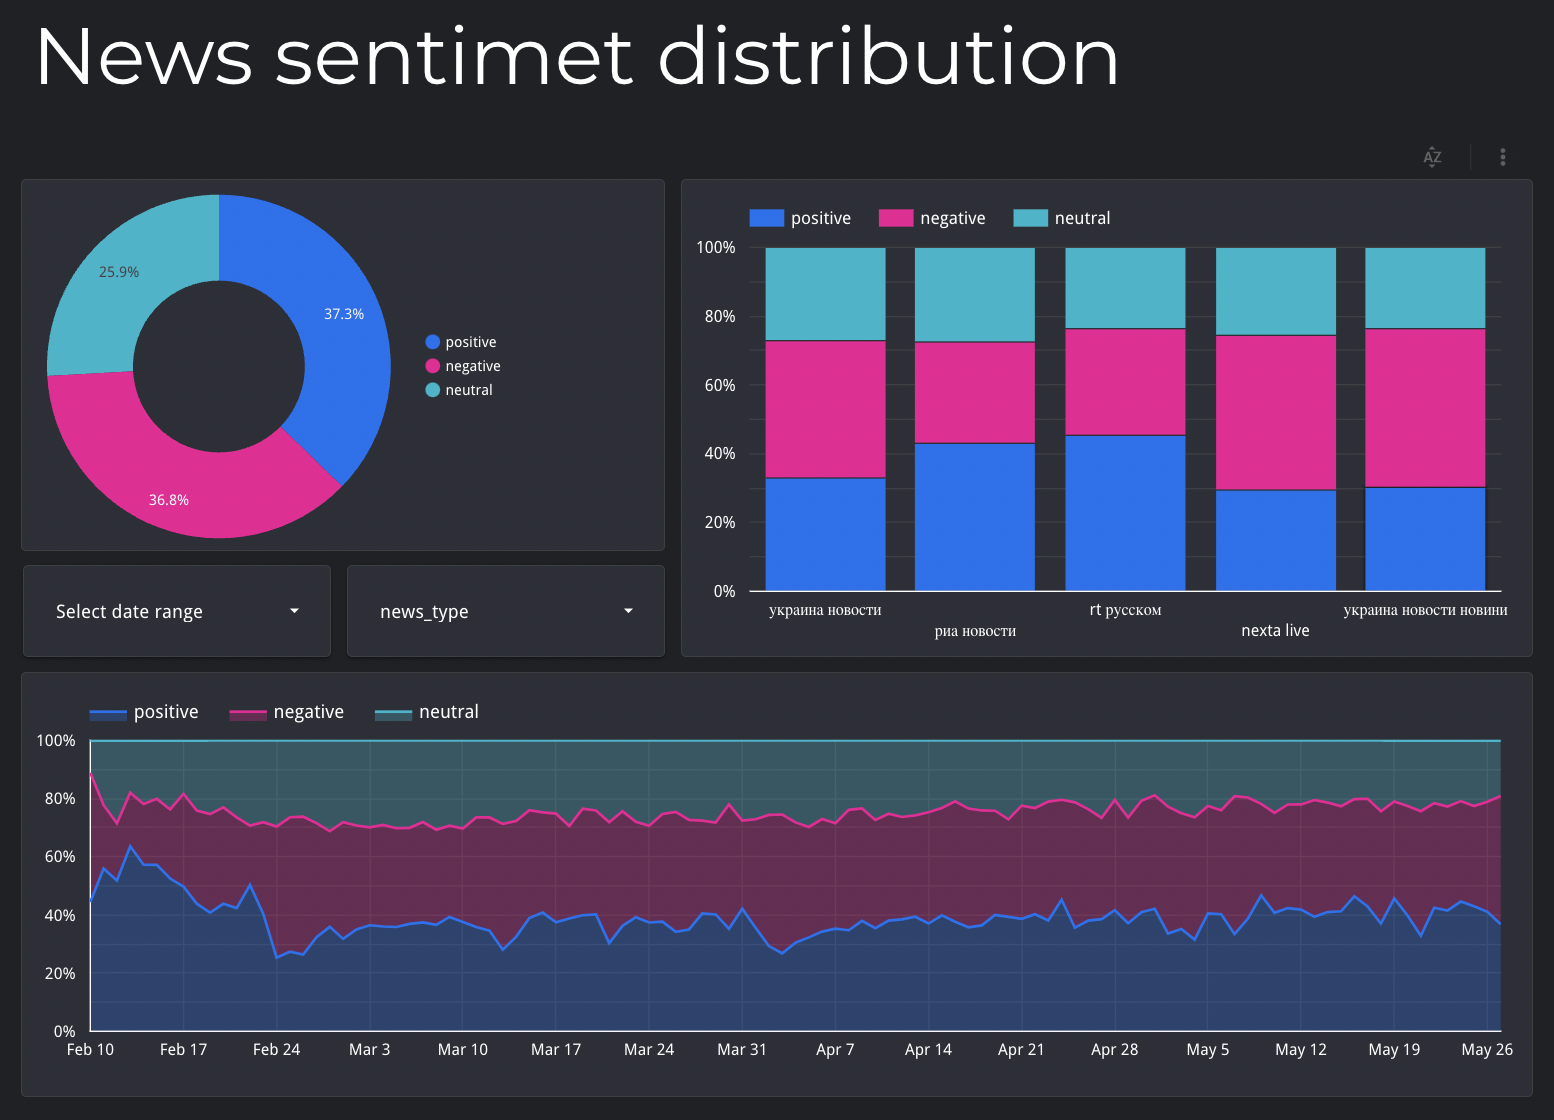 News sentimet distribution
AZ
25.9%
37.3%
36.8%
positive
negative
neutral
positive negative neutral
100%
80%
60%
40%
20%
0%
украина новости
риа новости
rt русском
nexta live
украина новости новини
Select date range
news_type
positive negative neutral
100%
80%
60%
40%
20%
0%
Feb 10 Feb 17 Feb 24 Mar 3 Mar 10 Mar 17 Mar 24 Mar 31 Apr 7 Apr 14 Apr 21 Apr 28 May 5 May 12 May 19 May 26